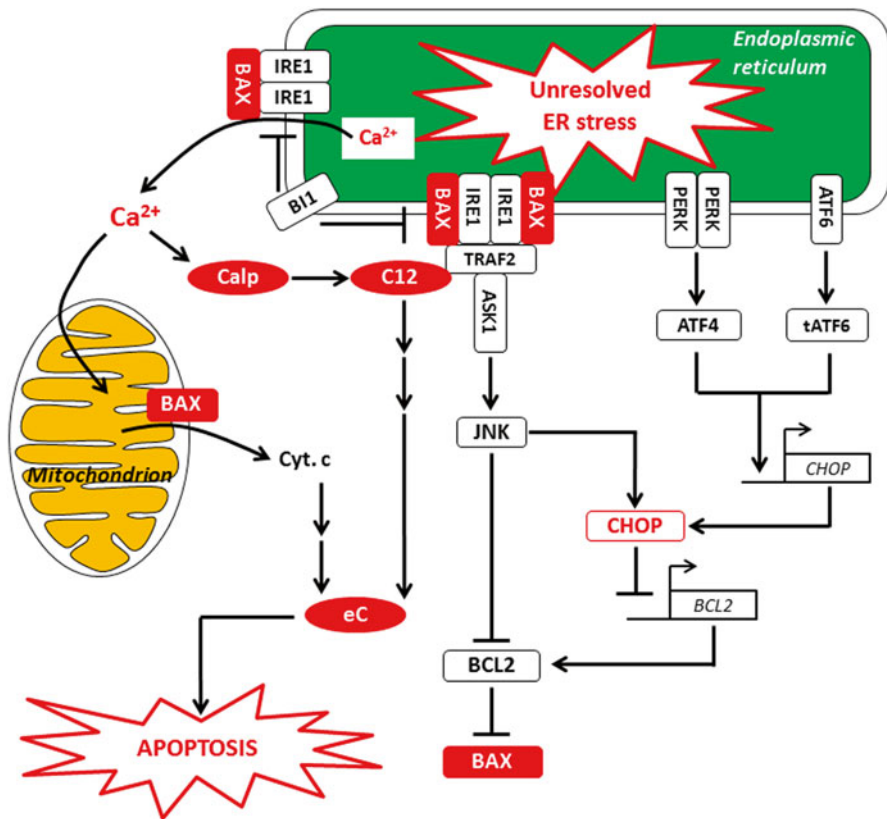 Endoplasmic
reticulum
Unresolved
ER stress
BAX
IRE1
IRE1
Ca²⁺
BI1
BAX
IRE1
IRE1
BAX
PERK
PERK
ATF6
TRAF2
Ca²⁺
Calp
C12
ASK1
ATF4
tATF6
BAX
Mitochondrion
Cyt. c
JNK
CHOP
CHOP
eC
BCL2
BCL2
APOPTOSIS
BAX